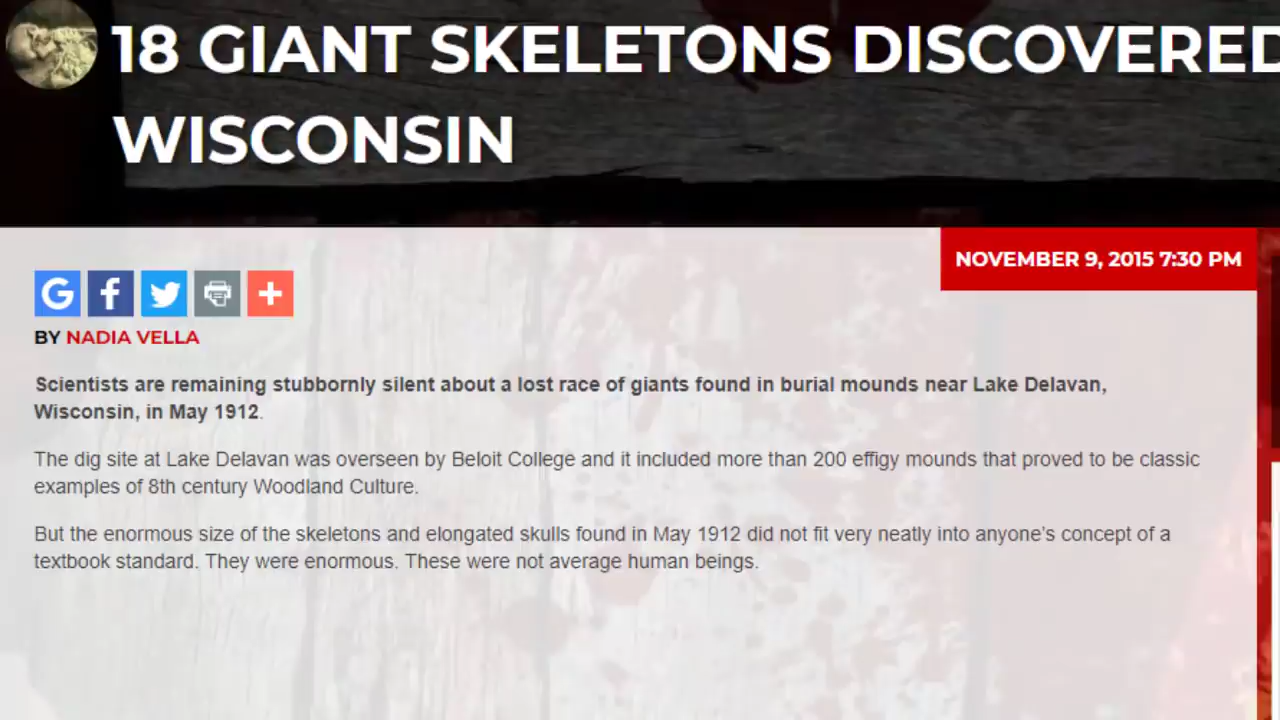 18 GIANT SKELETONS DISCOVERED
WISCONSIN
NOVEMBER 9, 2015 7:30 PM
BY NADIA VELLA
Scientists are remaining stubbornly silent about a lost race of giants found in burial mounds near Lake Delavan,
Wisconsin, in May 1912.
The dig site at Lake Delavan was overseen by Beloit College and it included more than 200 effigy mounds that proved to be classic
examples of 8th century Woodland Culture.
But the enormous size of the skeletons and elongated skulls found in May 1912 did not fit very neatly into anyone's concept of a
textbook standard. They were enormous. These were not average human beings.